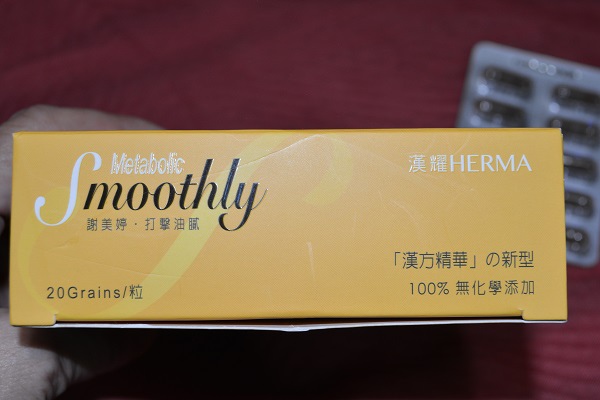 Metabolic
Smoothly
謝美婷·打擊油膩
20Grains/粒
漢耀HERMA
「漢方精華」の新型
100% 無化學添加